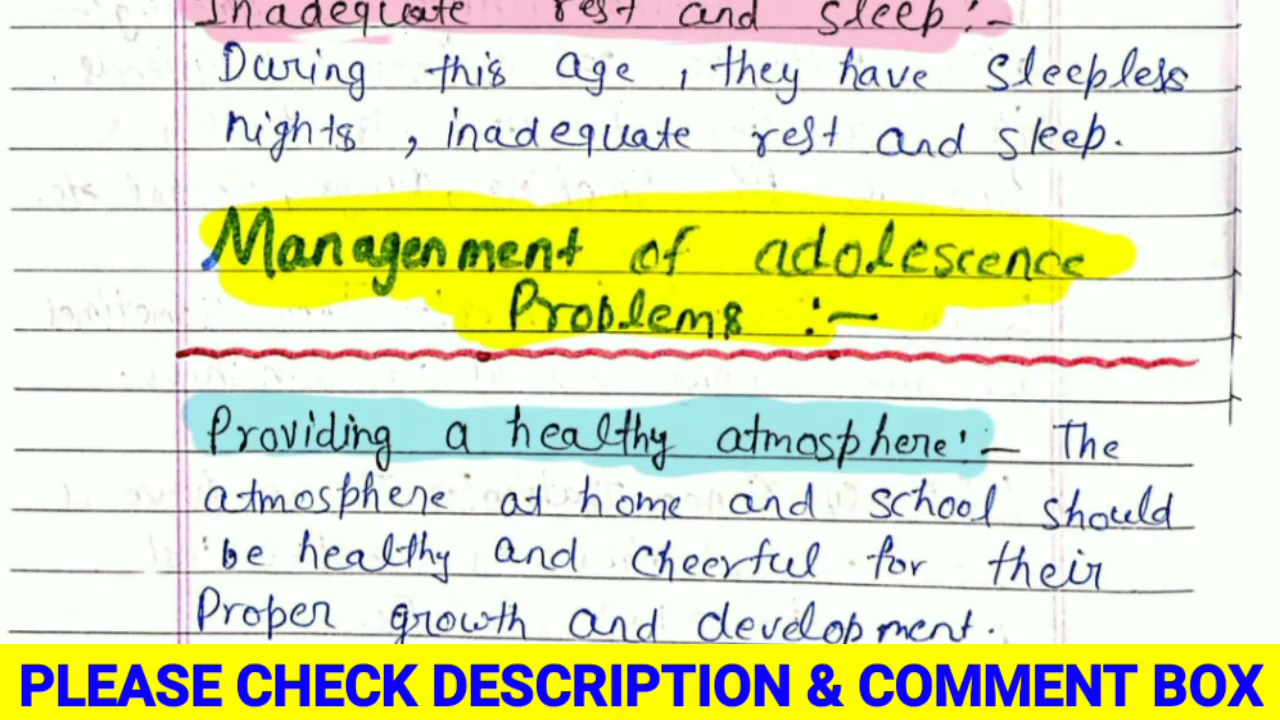 Inadequate rest and sleep:-
During this age, they have sleepless
nights, inadequate rest and sleep.
Managenment of adolescence
Problems :-
Providing a healthy atmosphere:- The
atmosphere at home and school should
be healthy and cheerful for their
Proper growth and development.
PLEASE CHECK DESCRIPTION & COMMENT BOX